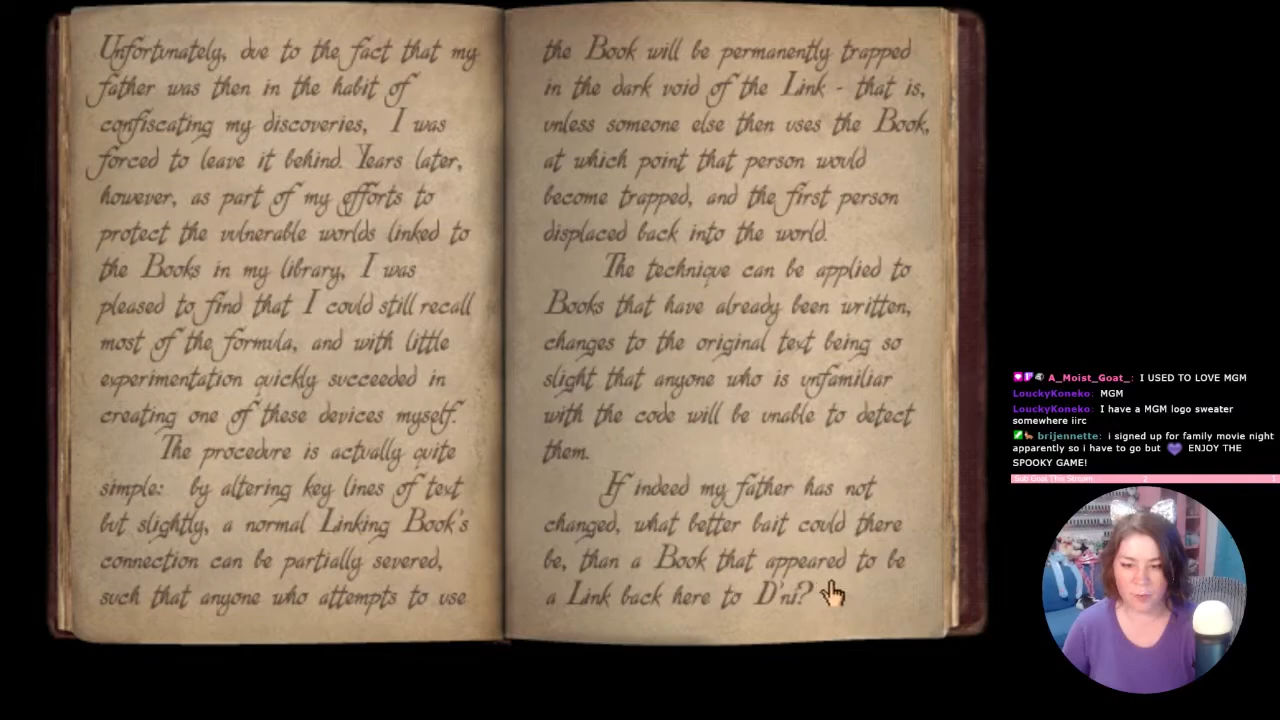 Unfortunately, due to the fact that my
father was then in the habit of
confiscating my discoveries, I was
forced to leave it behind. Years later,
however, as part of my efforts to
protect the vulnerable worlds linked to
the Books in my library, I was
pleased to find that I could still recall
most of the formula, and with little
experimentation quickly succeeded in
creating one of these devices myself.
The procedure is actually quite
simple: by altering key lines of text
but slightly, a normal Linking Book's
connection can be partially severed,
such that anyone who attempts to use
the Book will be permanently trapped
in the dark void of the Link - that is,
unless someone else then uses the Book,
at which point that person would
become trapped, and the first person
displaced back into the world.
The technique can be applied to
Books that have already been written,
changes to the original text being so
slight that anyone who is unfamiliar
with the code will be unable to detect
them.
If indeed my father has not
changed, what better bait could there
be, than a Book that appeared to be
a Link back here to D'ni?
A_Moist_Goat_: I USED TO LOVE MGM
LouckyKoneko: MGM
LouckyKoneko: I have a MGM logo sweater
somewhere iirc
brijennette: i signed up for family movie night
apparently so i have to go but ENJOY THE
SPOOKY GAME!
Sub Goal This Stream 2